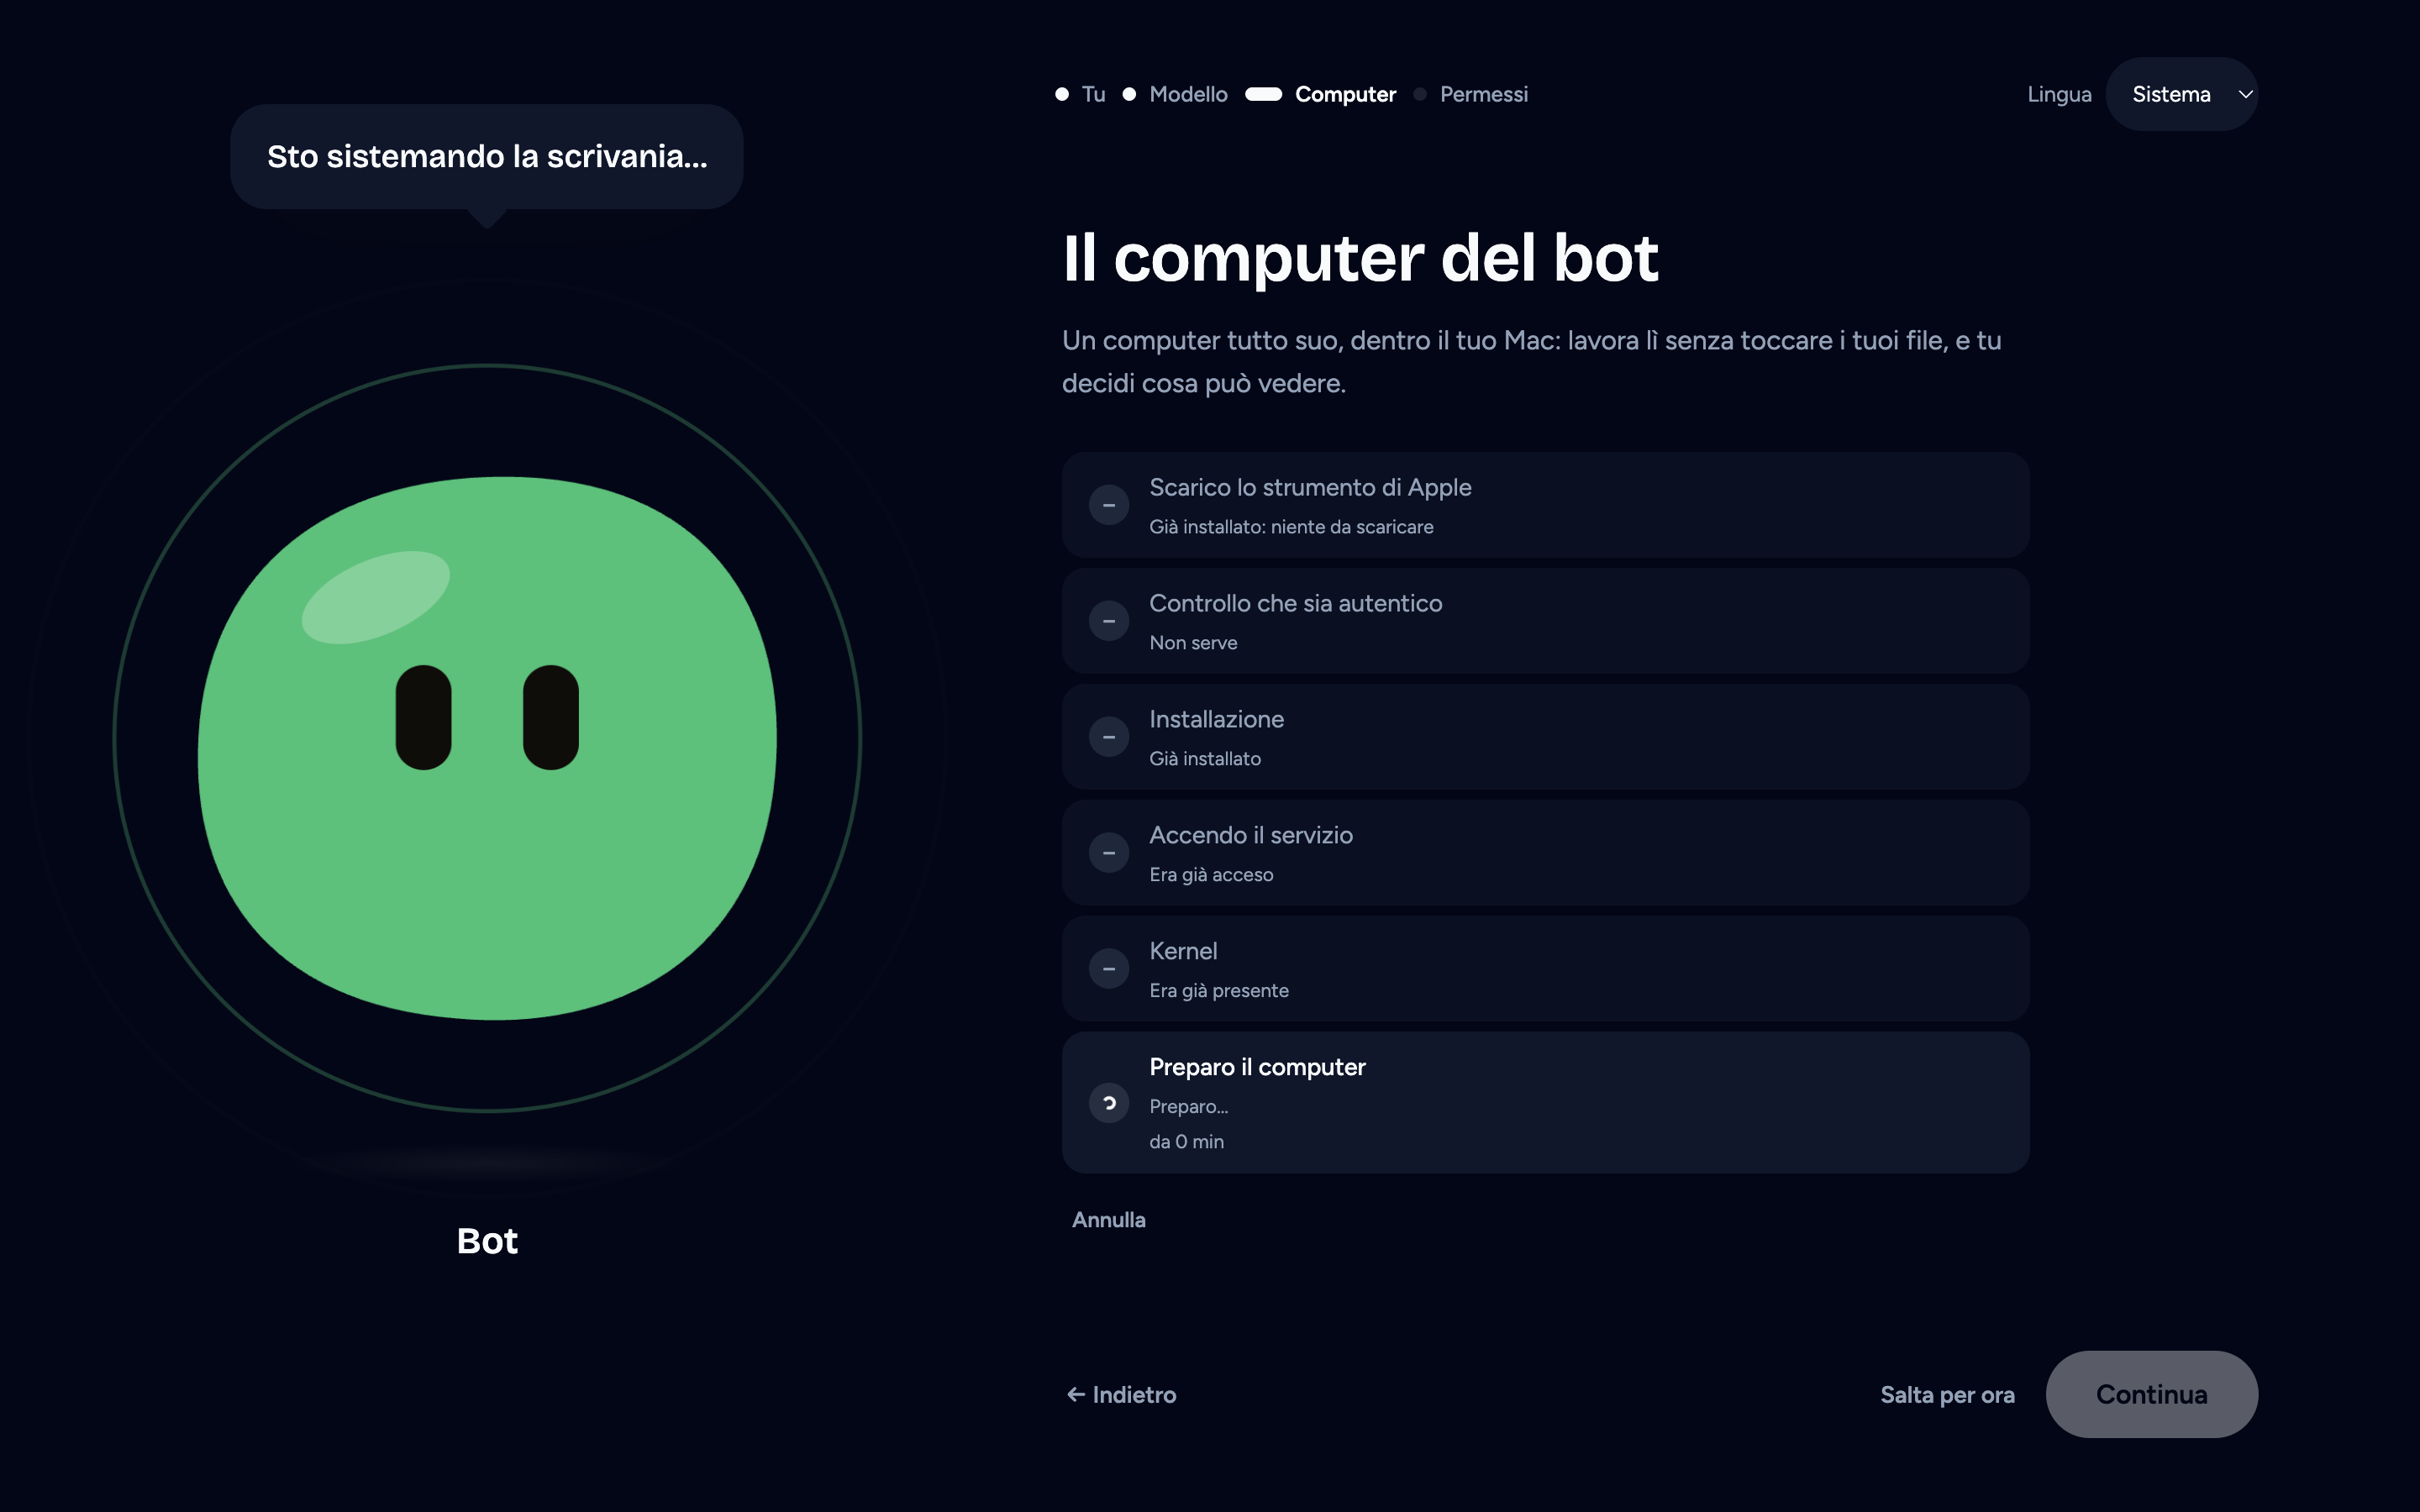 Tu
Modello
Computer
Permessi
Lingua
Sistema
Sto sistemando la scrivania...
Il computer del bot
Un computer tutto suo, dentro il tuo Mac: lavora lì senza toccare i tuoi file, e tu
decidi cosa può vedere.
Scarico lo strumento di Apple
Già installato: niente da scaricare
Controllo che sia autentico
Non serve
Installazione
Già installato
Accendo il servizio
Era già acceso
Kernel
Era già presente
Preparo il computer
Preparo...
da 0 min
Annulla
Bot
← Indietro
Salta per ora
Continua